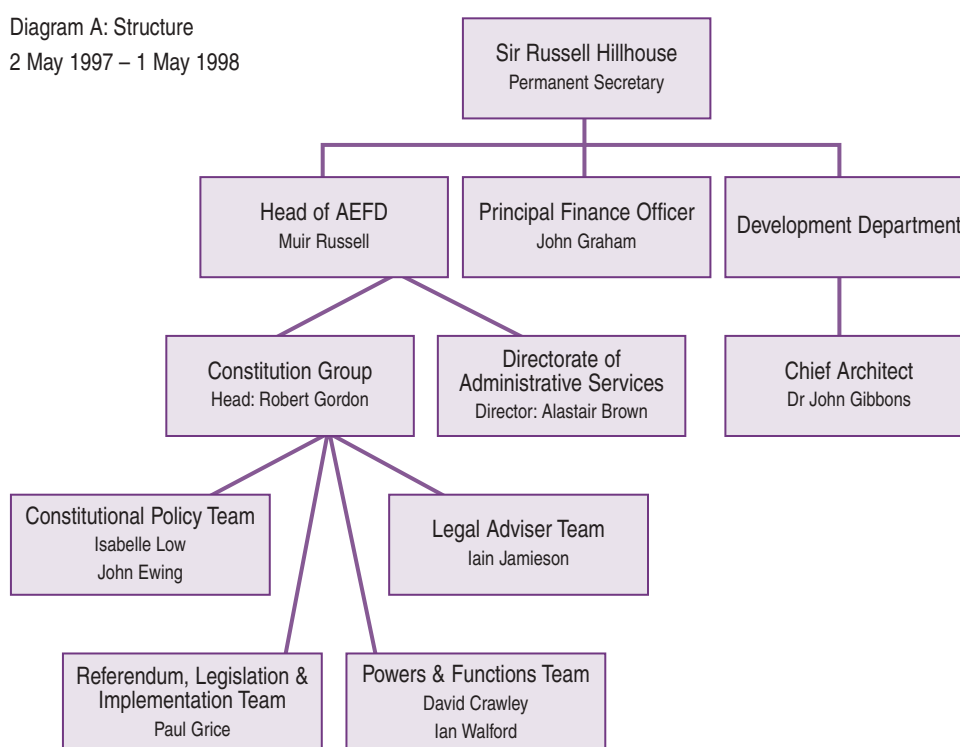 Diagram A: Structure
2 May 1997 – 1 May 1998
Sir Russell Hillhouse
Permanent Secretary
Head of AEFD
Muir Russell
Principal Finance Officer
John Graham
Development Department
Constitution Group
Head: Robert Gordon
Directorate of
Administrative Services
Director: Alastair Brown
Chief Architect
Dr John Gibbons
Constitutional Policy Team
Isabelle Low
John Ewing
Legal Adviser Team
Iain Jamieson
Referendum, Legislation &
Implementation Team
Paul Grice
Powers & Functions Team
David Crawley
Ian Walford